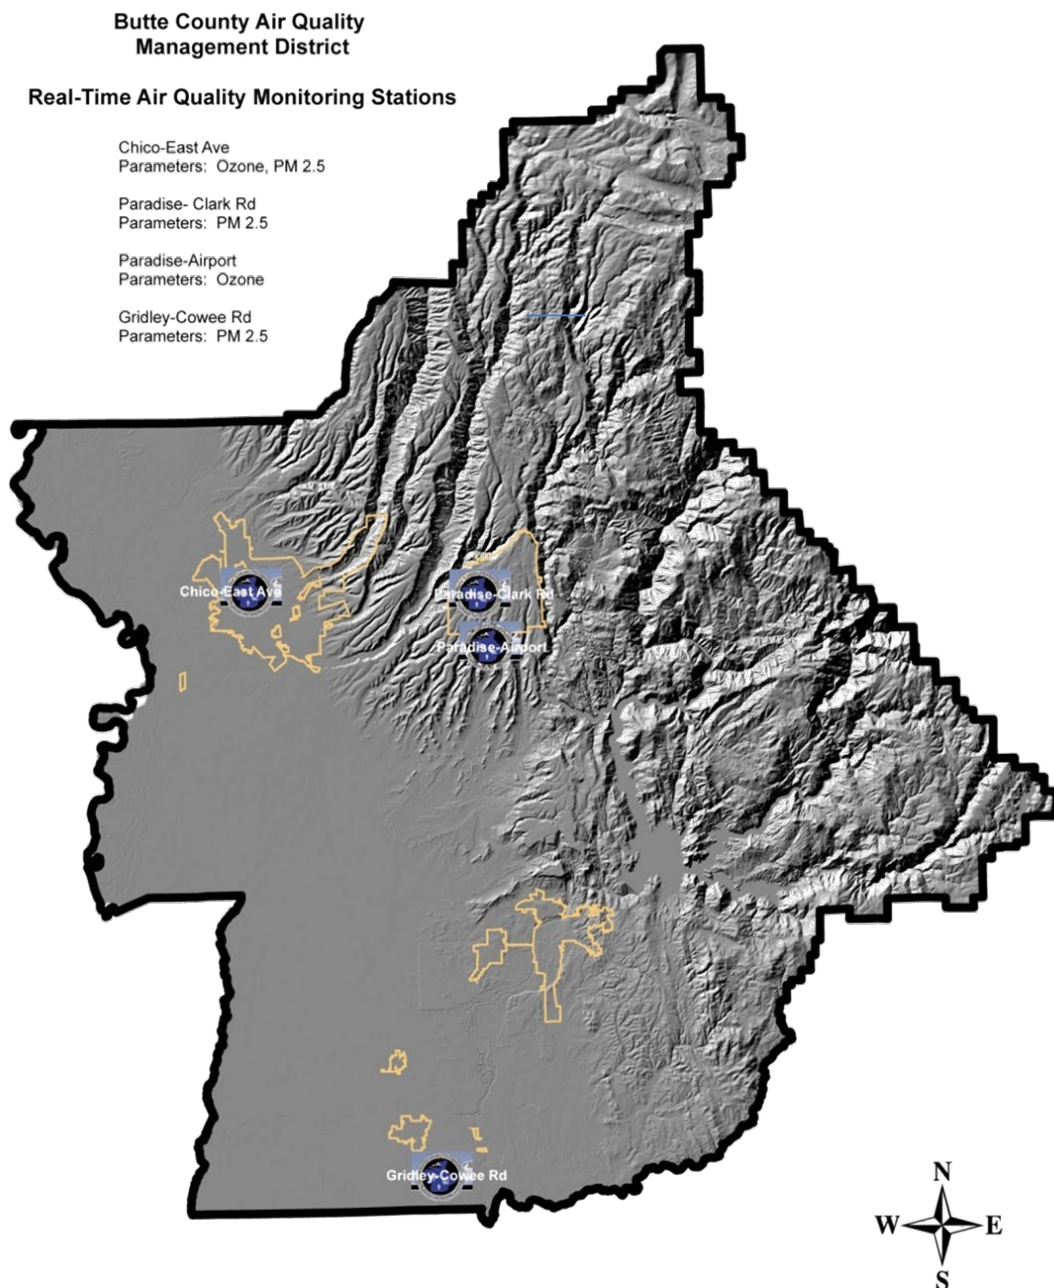 Butte County Air Quality
Management District
Real-Time Air Quality Monitoring Stations
Chico-East Ave
Parameters:  Ozone, PM 2.5
Paradise- Clark Rd
Parameters:  PM 2.5
Paradise-Airport
Parameters:  Ozone
Gridley-Cowee Rd
Parameters:  PM 2.5
Chico-East Ave
Paradise-Clark Rd
Paradise-Airport
Gridley-Cowee Rd
N
W E
S